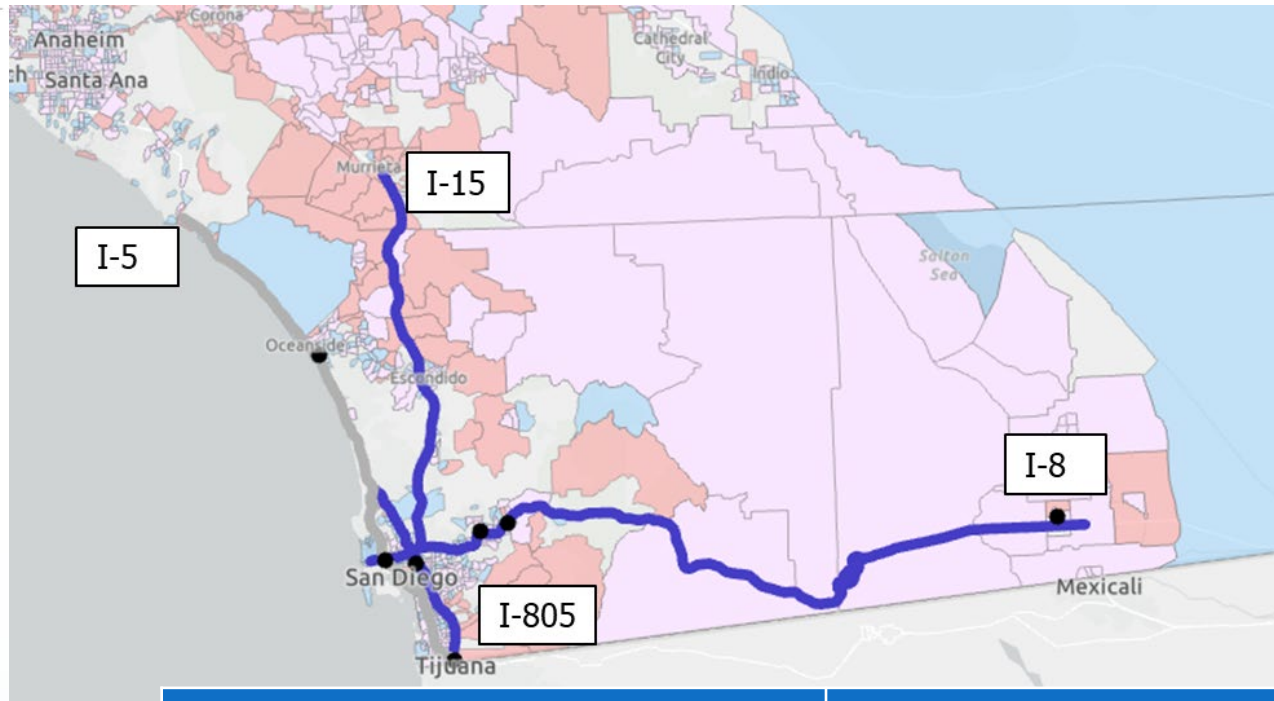 Corona
Anaheim
ch
Santa Ana
Cathedral
City
Indio
Murrieta
I-15
I-5
Salton
Sea
Oceanside
Escondido
I-8
San Diego
Mexicali
I-805
Tijuana